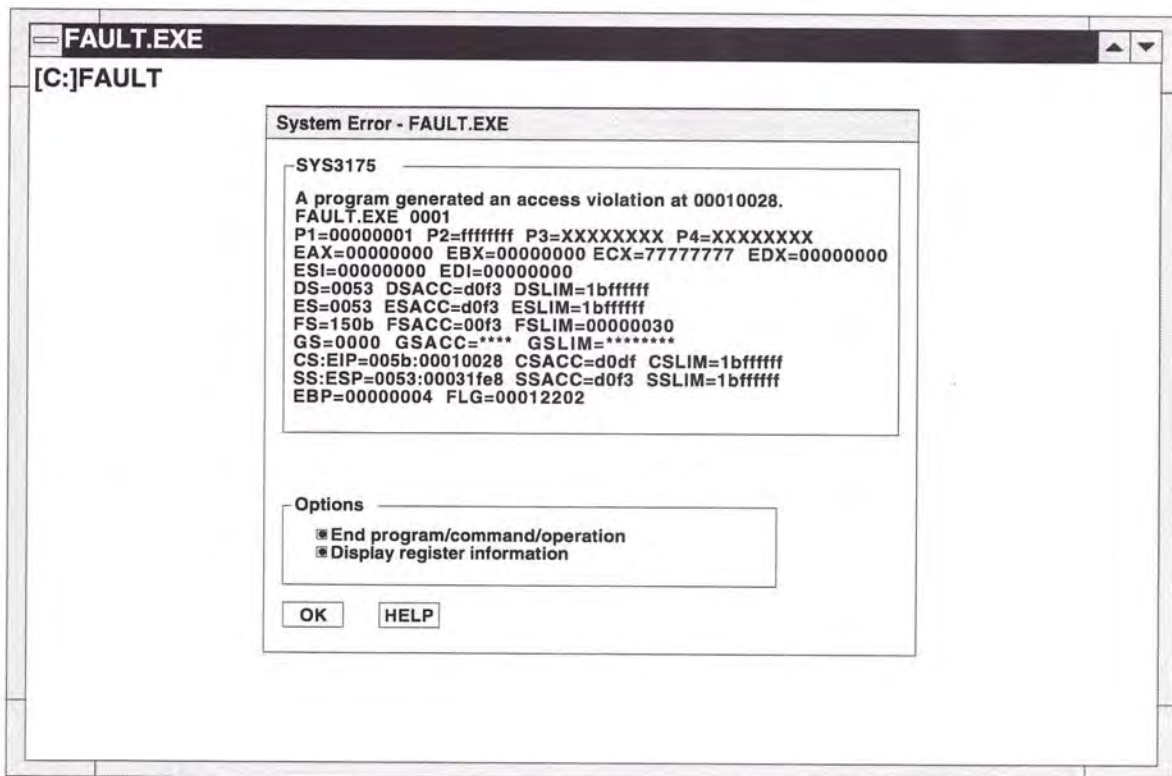 FAULT.EXE
[C:]FAULT
System Error - FAULT.EXE
SYS3175
A program generated an access violation at 00010028.
FAULT.EXE 0001
P1=00000001 P2=ffffffff P3=XXXXXXXX P4=XXXXXXXX
EAX=00000000 EBX=00000000 ECX=77777777 EDX=00000000
ESI=00000000 EDI=00000000
DS=0053 DSACC=d0f3 DSLIM=1bffffff
ES=0053 ESACC=d0f3 ESLIM=1bffffff
FS=150b FSACC=00f3 FSLIM=00000030
GS=0000 GSACC=**** GSLIM=********
CS:EIP=005b:00010028 CSACC=d0df CSLIM=1bffffff
SS:ESP=0053:00031fe8 SSACC=d0f3 SSLIM=1bffffff
EBP=00000004 FLG=00012202
Options
End program/command/operation
Display register information
OK HELP